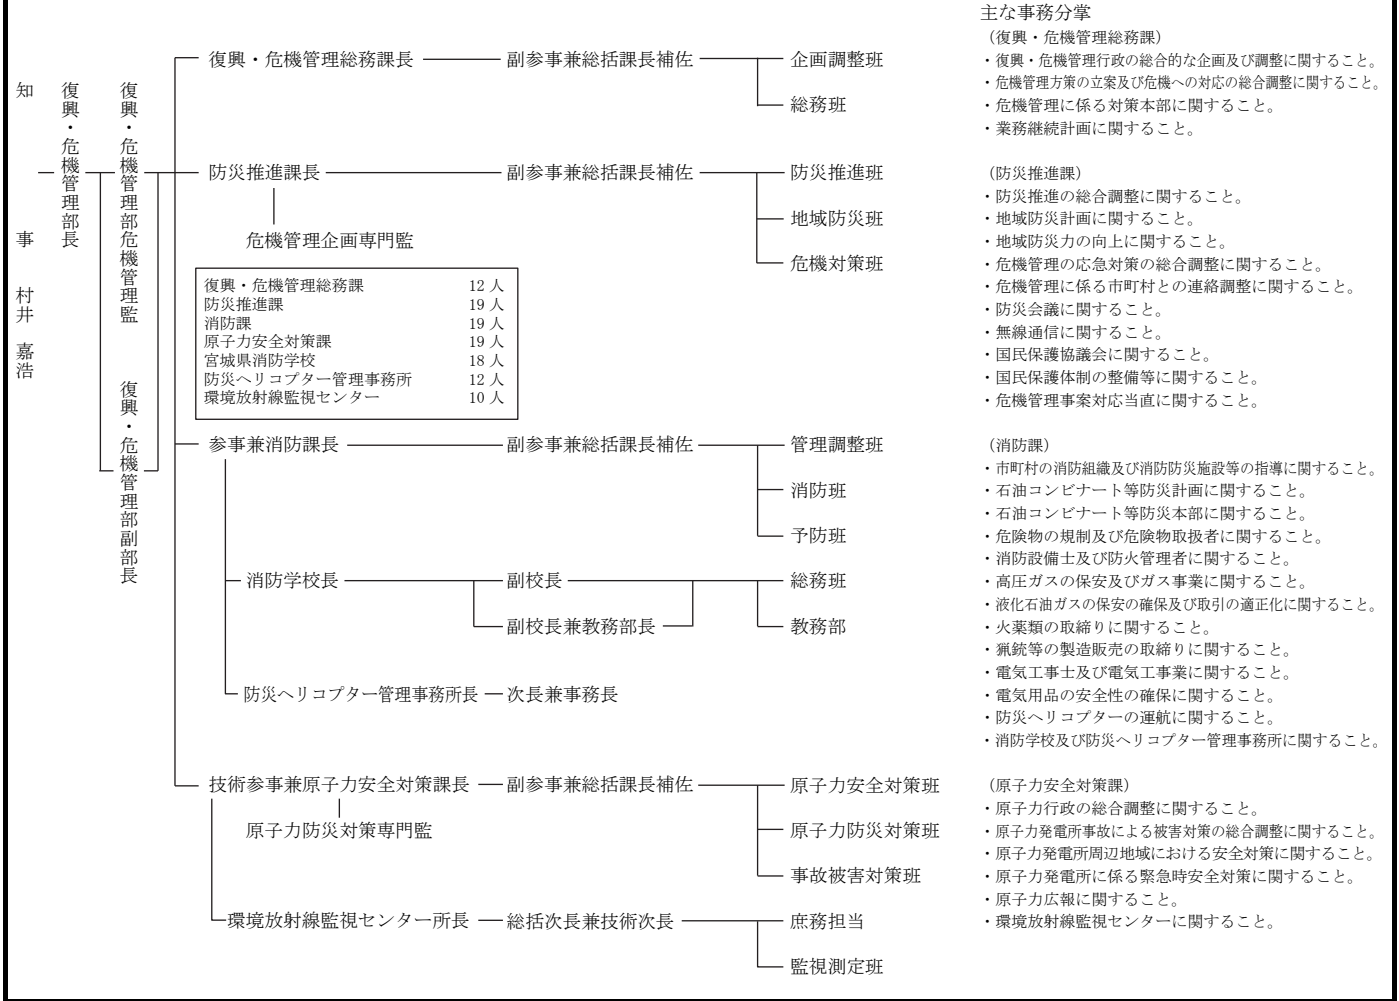 知　事　村井　嘉浩
復興・危機管理部長
復興・危機管理部危機管理監
復興・危機管理部副部長
復興・危機管理総務課長　副参事兼総括課長補佐　企画調整班
総務班
防災推進課長　副参事兼総括課長補佐　防災推進班
地域防災班
危機管理企画専門監
危機対策班
復興・危機管理総務課　12人
防災推進課　19人
消防課　19人
原子力安全対策課　19人
宮城県消防学校　18人
防災ヘリコプター管理事務所　12人
環境放射線監視センター　10人
参事兼消防課長　副参事兼総括課長補佐　管理調整班
消防班
予防班
消防学校長　副校長　総務班
副校長兼教務部長　教務部
防災ヘリコプター管理事務所長　次長兼事務長
技術参事兼原子力安全対策課長　副参事兼総括課長補佐　原子力安全対策班
原子力防災対策専門監　原子力防災対策班
事故被害対策班
環境放射線監視センター所長　総括次長兼技術次長　庶務担当
監視測定班
主な事務分掌
（復興・危機管理総務課）
・復興・危機管理行政の総合的な企画及び調整に関すること。
・危機管理方策の立案及び危機への対応の総合調整に関すること。
・危機管理に係る対策本部に関すること。
・業務継続計画に関すること。
（防災推進課）
・防災推進の総合調整に関すること。
・地域防災計画に関すること。
・地域防災力の向上に関すること。
・危機管理の応急対策の総合調整に関すること。
・危機管理に係る市町村との連絡調整に関すること。
・防災会議に関すること。
・無線通信に関すること。
・国民保護協議会に関すること。
・国民保護体制の整備等に関すること。
・危機管理事案対応当直に関すること。
（消防課）
・市町村の消防組織及び消防防災施設等の指導に関すること。
・石油コンビナート等防災計画に関すること。
・石油コンビナート等防災本部に関すること。
・危険物の規制及び危険物取扱者に関すること。
・消防設備士及び防火管理者に関すること。
・高圧ガスの保安及びガス事業に関すること。
・液化石油ガスの保安の確保及び取引の適正化に関すること。
・火薬類の取締りに関すること。
・猟銃等の製造販売の取締りに関すること。
・電気工事士及び電気工事業に関すること。
・電気用品の安全性の確保に関すること。
・防災ヘリコプターの運航に関すること。
・消防学校及び防災ヘリコプター管理事務所に関すること。
（原子力安全対策課）
・原子力行政の総合調整に関すること。
・原子力発電所事故による被害対策の総合調整に関すること。
・原子力発電所周辺地域における安全対策に関すること。
・原子力発電所に係る緊急時安全対策に関すること。
・原子力広報に関すること。
・環境放射線監視センターに関すること。